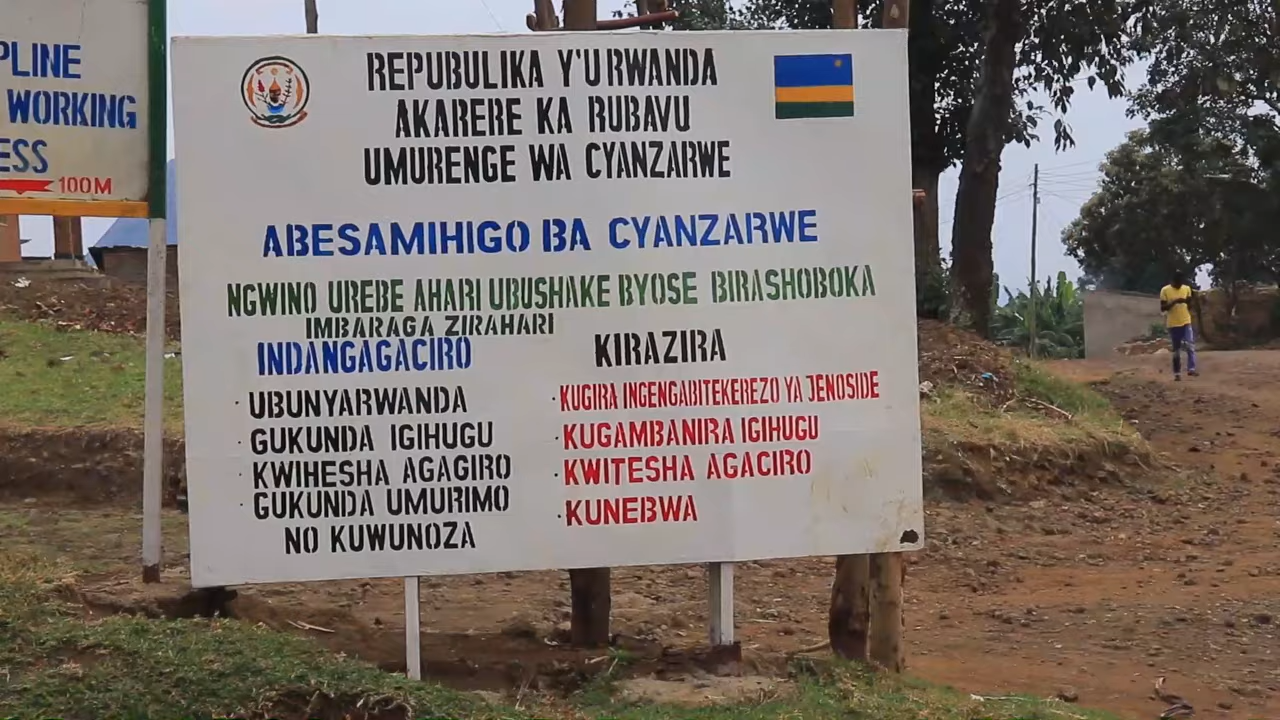 PLINE
WORKING
ESS
100M
REPUBULIKA Y'URWANDA
AKARERE KA RUBAVU
UMURENGE WA CYANZARWE
ABESAMIHIGO BA CYANZARWE
NGWINO UREBE AHARI UBUSHAKE BYOSE BIRASHOBOKA
IMBARAGA ZIRAHARI
INDANGAGACIRO
· UBUNYARWANDA
· GUKUNDA IGIHUGU
· KWIHESHA AGAGIRO
· GUKUNDA UMURIMO
NO KUWUNOZA
KIRAZIRA
· KUGIRA INGENGABITEKEREZO YA JENOSIDE
· KUGAMBANIRA IGIHUGU
· KWITESHA AGACIRO
· KUNEBWA